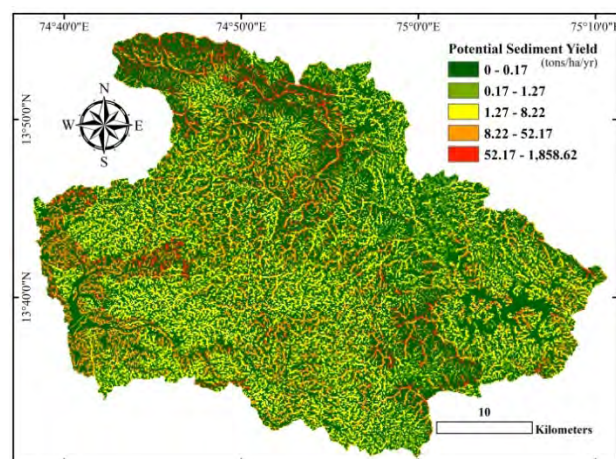 74°40'0"E 74°50'0"E 75°0'0"E 75°10'0"E
Potential Sediment Yield
(tons/ha/yr)
0 - 0.17
0.17 - 1.27
1.27 - 8.22
8.22 - 52.17
52.17 - 1,858.62
N
W E
S
13°50'0"N
13°40'0"N
10
Kilometers